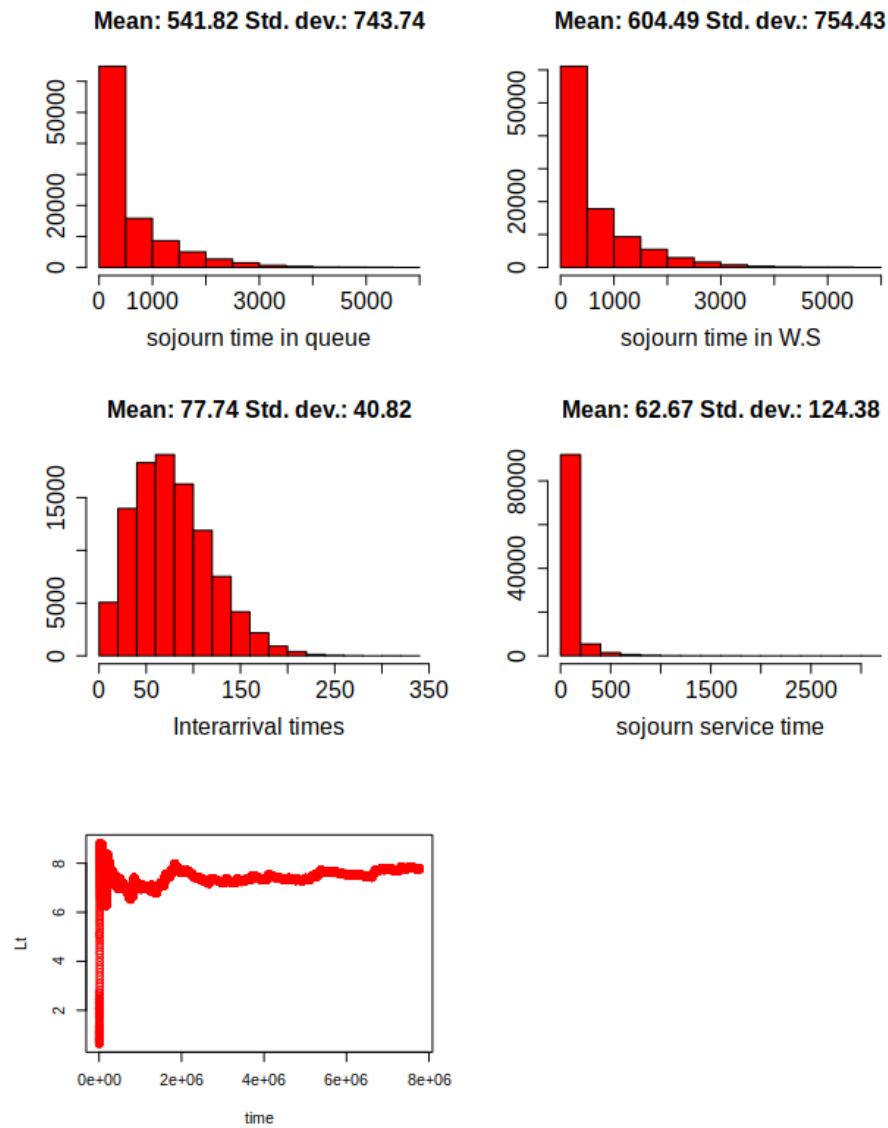 Mean: 541.82 Std. dev.: 743.74
0 20000 50000
0 1000 3000 5000
sojourn time in queue
Mean: 604.49 Std. dev.: 754.43
0 20000 50000
0 1000 3000 5000
sojourn time in W.S
Mean: 77.74 Std. dev.: 40.82
0 5000 15000
0 50 150 250 350
Interarrival times
Mean: 62.67 Std. dev.: 124.38
0 40000 80000
0 500 1500 2500
sojourn service time
Lt
2 4 6 8
0e+00 2e+06 4e+06 6e+06 8e+06
time